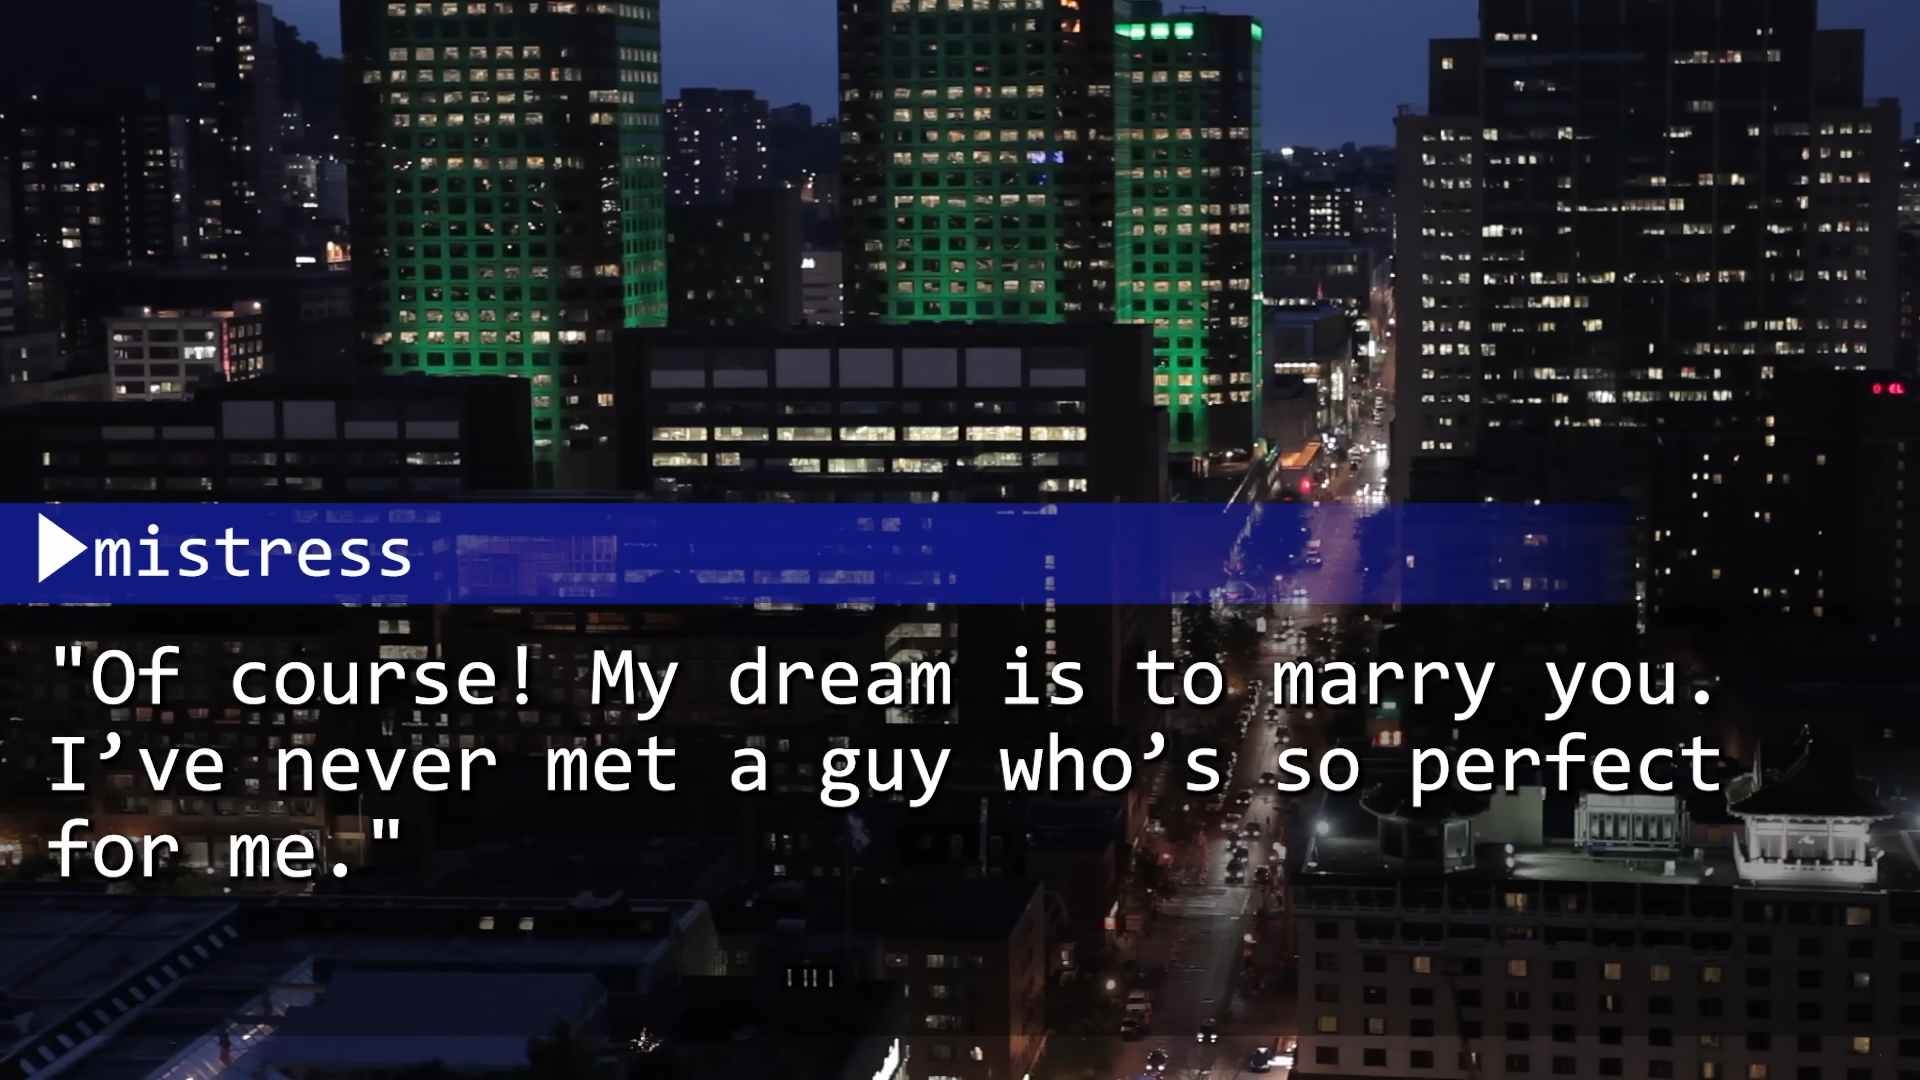 mistress
"Of course! My dream is to marry you.
I’ve never met a guy who’s so perfect
for me."